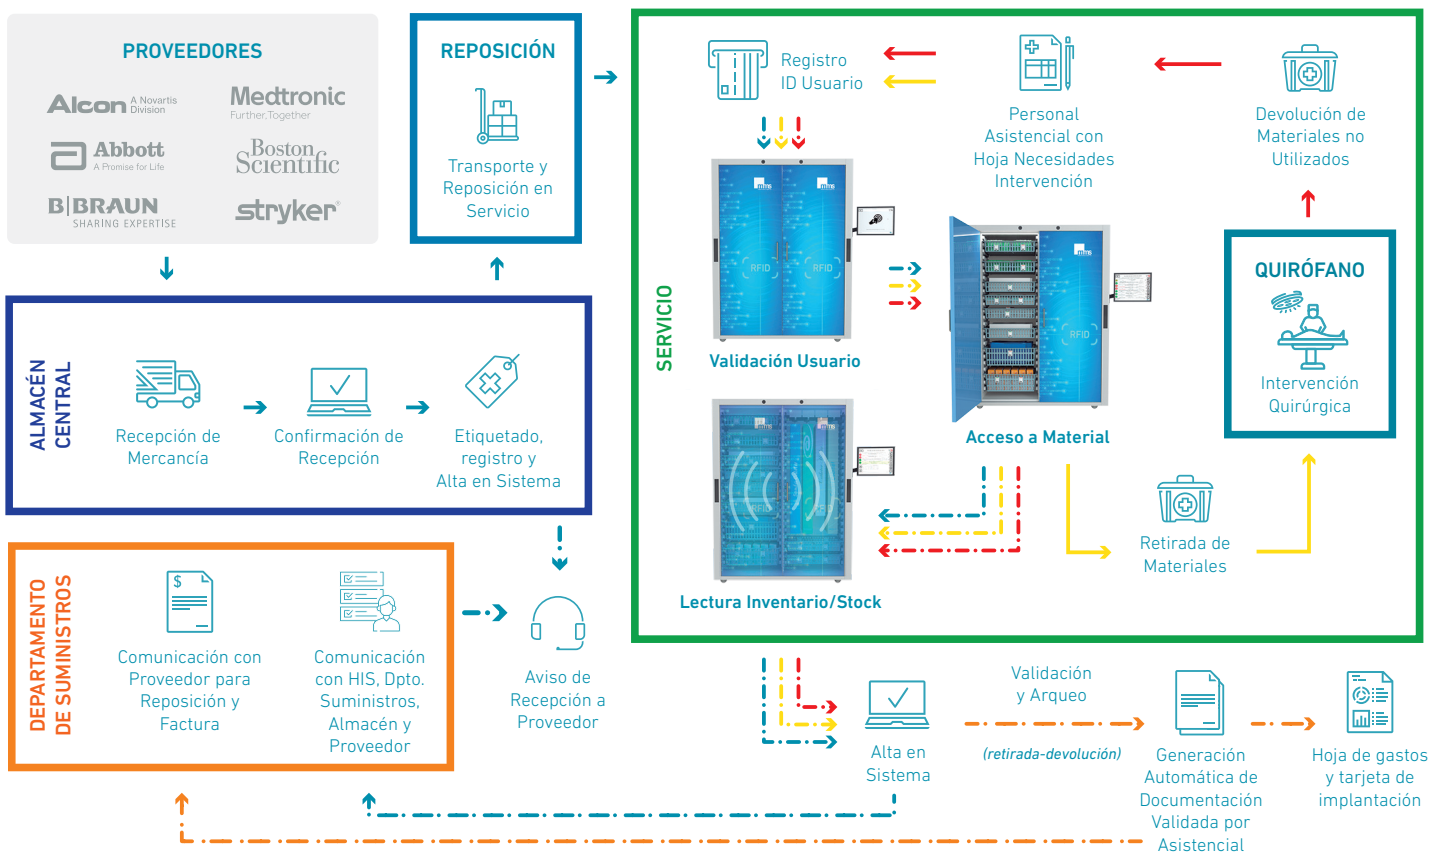 PROVEEDORES
Alcon A Novartis Division
Medtronic
Further, Together
Abbott
A Promise for Life
Boston
Scientific
B|BRAUN
SHARING EXPERTISE
stryker®
REPOSICIÓN
Transporte y
Reposición en
Servicio
ALMACÉN
CENTRAL
Recepción de
Mercancía
Confirmación de
Recepción
Etiquetado,
registro y
Alta en Sistema
DEPARTAMENTO
DE SUMINISTROS
$
Comunicación con
Proveedor para
Reposición y
Factura
Comunicación
con HIS, Dpto.
Suministros,
Almacén y
Proveedor
Aviso de
Recepción a
Proveedor
SERVICIO
Registro
ID Usuario
Personal
Asistencial con
Hoja Necesidades
Intervención
Devolución de
Materiales no
Utilizados
RFID
RFID
Validación Usuario
RFID
Acceso a Material
QUIRÓFANO
Intervención
Quirúrgica
RFID
Lectura Inventario/Stock
Retirada de
Materiales
Alta en
Sistema
Validación
y Arqueo
(retirada-devolución)
Generación
Automática de
Documentación
Validada por
Asistencial
Hoja de gastos
y tarjeta de
implantación